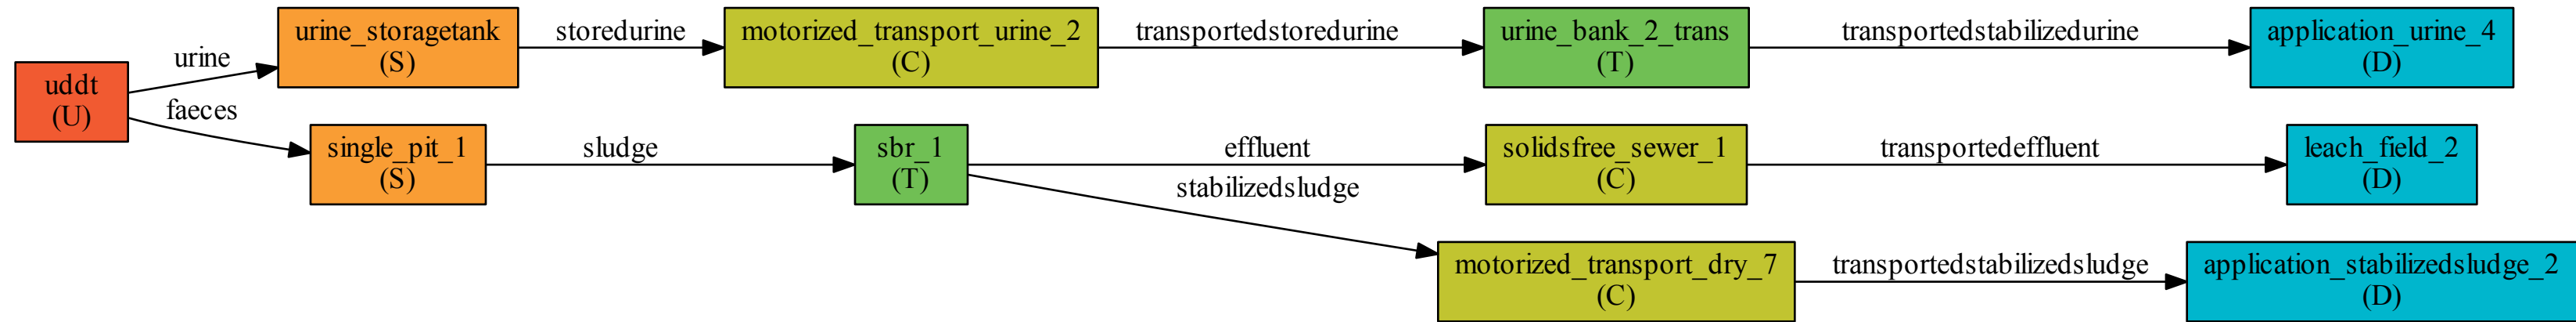 uddt
(U)
urine
faeces
urine_storagetank
(S)
storedurine
motorized_transport_urine_2
(C)
transportedstoredurine
urine_bank_2_trans
(T)
transportedstabilizedurine
application_urine_4
(D)
single_pit_1
(S)
sludge
sbr_1
(T)
effluent
stabilizedsludge
solidsfree_sewer_1
(C)
transportedeffluent
leach_field_2
(D)
motorized_transport_dry_7
(C)
transportedstabilizedsludge
application_stabilizedsludge_2
(D)